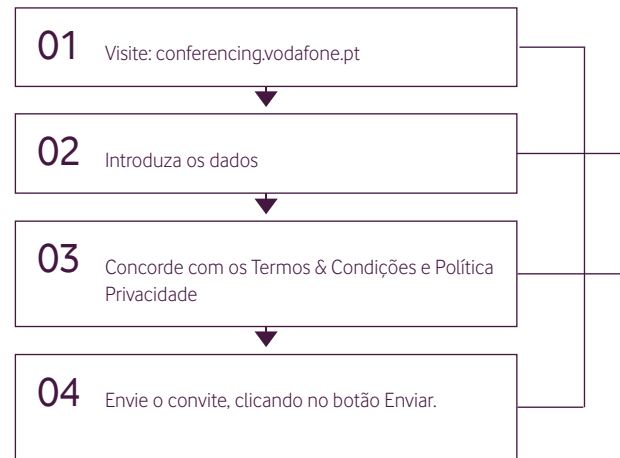 01 Visite: conferencing.vodafone.pt
02 Introduza os dados
03 Concorde com os Termos & Condições e Política
Privacidade
04 Envie o convite, clicando no botão Enviar.